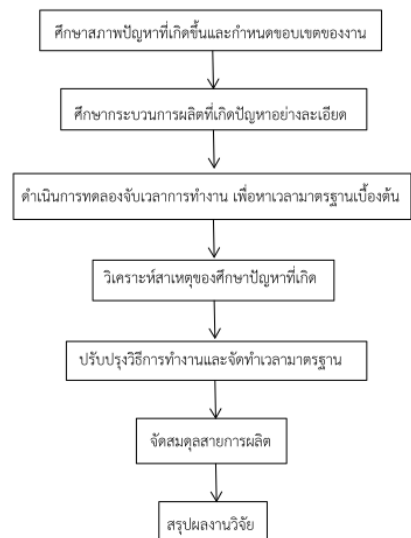 ศึกษาสภาพปัญหาที่เกิดขึ้นและกำหนดขอบเขตของงาน
ศึกษากระบวนการผลิตที่เกิดปัญหาอย่างละเอียด
ดำเนินการทดลองจับเวลาการทำงาน เพื่อหาเวลามาตรฐานเบื้องต้น
วิเคราะห์สาเหตุของศึกษาปัญหาที่เกิด
ปรับปรุงวิธีการทำงานและจัดทำเวลามาตรฐาน
จัดสมดุลสายการผลิต
สรุปผลงานวิจัย